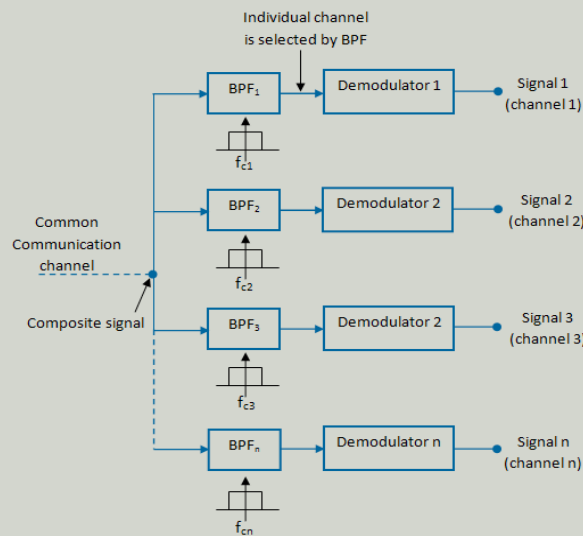 Individual channel
is selected by BPF
BPF1
Demodulator 1
Signal 1
(channel 1)
fc1
BPF2
Demodulator 2
Signal 2
(channel 2)
fc2
Common
Communication
channel
Composite signal
BPF3
Demodulator 2
Signal 3
(channel 3)
fc3
BPFn
Demodulator n
Signal n
(channel n)
fcn